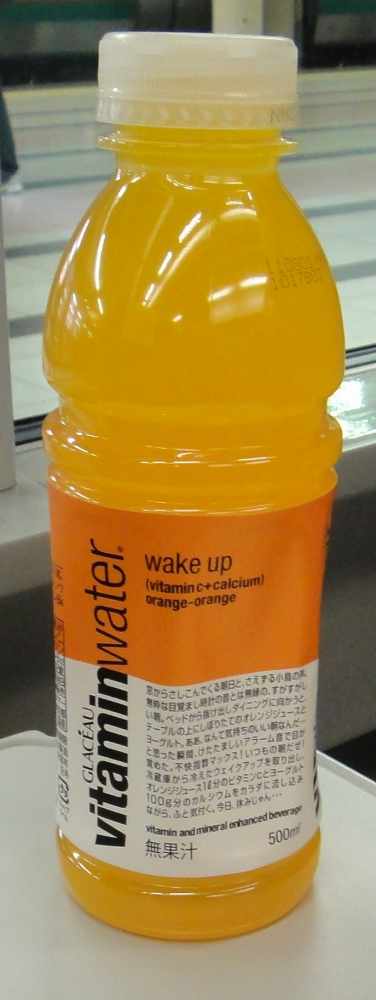 wake up
(vitamin c+calcium)
orange-orange
GLACÉAU
vitaminwater®
窓からさしこんでくる朝日と、さえずる小鳥の声。
無粋な目覚まし時計の音とは無縁の、すがすがし
い朝。ベッドから抜け出しダイニングに向かうと、
テーブルの上にしぼりたてのオレンジジュースと
ヨーグルト。ああ、なんて気持ちのいい朝なんだ…
と思った瞬間、けたたましいアラーム音で目が
覚めた。不快指数マックス！いつもの朝だぜ！
冷蔵庫から冷えたウェイクアップを取り出し、
オレンジジュース1ℓ分のビタミンCとヨーグルト
100g分のカルシウムをカラダに流し込み
ながら、ふと気付く。今日、休みじゃん…
vitamin and mineral enhanced beverage
無果汁
500ml